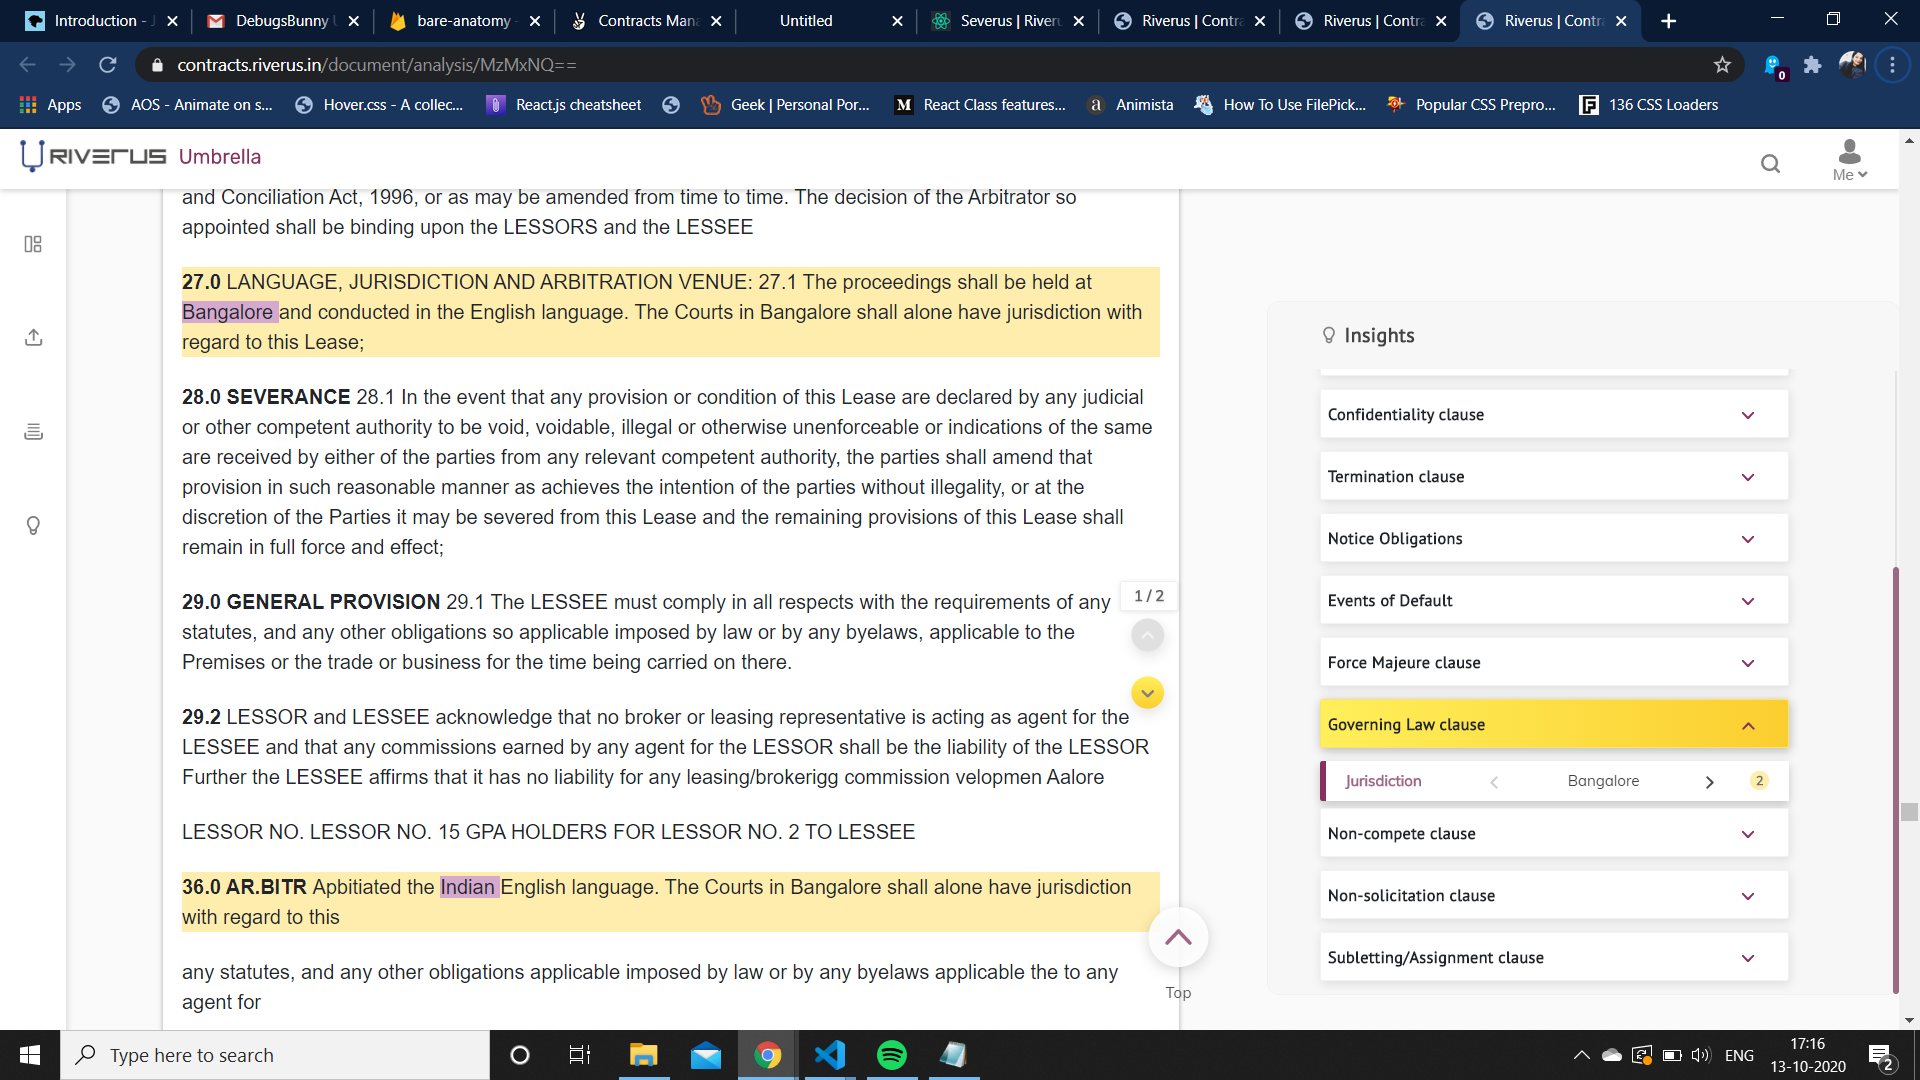 Introduction - J
DebugsBunny
bare-anatomy -
Contracts Man
Untitled
Severus | River
Riverus | Contra
Riverus | Contra
Riverus | Contra
contracts.riverus.in/document/analysis/MzMxNQ==
0
Apps
AOS - Animate on s...
Hover.css - A collec...
React.js cheatsheet
Geek | Personal Por...
React Class features...
Animista
How To Use FilePick...
Popular CSS Prepro...
136 CSS Loaders
RIVERUS Umbrella
Me
and Conciliation Act, 1996, or as may be amended from time to time. The decision of the Arbitrator so
appointed shall be binding upon the LESSORS and the LESSEE
27.0 LANGUAGE, JURISDICTION AND ARBITRATION VENUE: 27.1 The proceedings shall be held at
Bangalore and conducted in the English language. The Courts in Bangalore shall alone have jurisdiction with
regard to this Lease;
28.0 SEVERANCE 28.1 In the event that any provision or condition of this Lease are declared by any judicial
or other competent authority to be void, voidable, illegal or otherwise unenforceable or indications of the same
are received by either of the parties from any relevant competent authority, the parties shall amend that
provision in such reasonable manner as achieves the intention of the parties without illegality, or at the
discretion of the Parties it may be severed from this Lease and the remaining provisions of this Lease shall
remain in full force and effect;
29.0 GENERAL PROVISION 29.1 The LESSEE must comply in all respects with the requirements of any
statutes, and any other obligations so applicable imposed by law or by any byelaws, applicable to the
Premises or the trade or business for the time being carried on there.
29.2 LESSOR and LESSEE acknowledge that no broker or leasing representative is acting as agent for the
LESSEE and that any commissions earned by any agent for the LESSOR shall be the liability of the LESSOR
Further the LESSEE affirms that it has no liability for any leasing/brokerigg commission velopmen Aalore
LESSOR NO. LESSOR NO. 15 GPA HOLDERS FOR LESSOR NO. 2 TO LESSEE
36.0 AR.BITR Apbitiated the Indian English language. The Courts in Bangalore shall alone have jurisdiction
with regard to this
any statutes, and any other obligations applicable imposed by law or by any byelaws applicable the to any
agent for
1 / 2
Top
Insights
Confidentiality clause
Termination clause
Notice Obligations
Events of Default
Force Majeure clause
Governing Law clause
Jurisdiction
Bangalore
2
Non-compete clause
Non-solicitation clause
Subletting/Assignment clause
Type here to search
ENG
17:16
13-10-2020
2